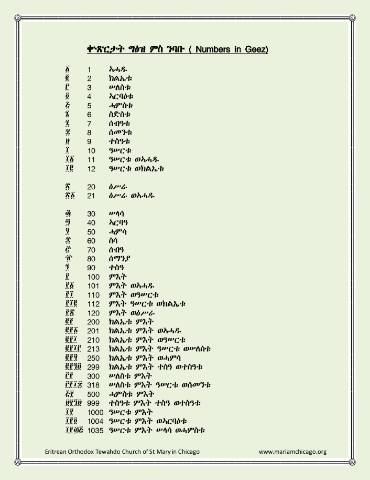 ቍጽርታት ግዕዝ ምስ ንባቡ ( Numbers in Geez)
፩ 1 አሓዱ
፪ 2 ክልኤቱ
፫ 3 ሠለስቱ
፬ 4 አርባዕቱ
፭ 5 ሓምስቱ
፮ 6 ስድስቱ
፯ 7 ሰብዓቱ
፰ 8 ሰመንቱ
፱ 9 ተስዓቱ
፲ 10 ዓሠርቱ
፲፩ 11 ዓሠርቱ ወአሓዱ
፲፪ 12 ዓሠርቱ ወክልኤቱ
፳ 20 ዕሥራ
፳፩ 21 ዕሥራ ወአሓዱ
፴ 30 ሠላሳ
፵ 40 አርባዓ
፶ 50 ሓምሳ
፷ 60 ስሳ
፸ 70 ሰብዓ
፹ 80 ሰማንያ
፺ 90 ተስዓ
፻ 100 ምእት
፻፩ 101 ምእት ወአሓዱ
፻፲ 110 ምእት ወዓሠርቱ
፻፲፪ 112 ምእት ዓሠርቱ ወክልኤቱ
፻፳ 120 ምእት ወዕሥራ
፪፻ 200 ክልኤቱ ምእት
፪፻፩ 201 ክልኤቱ ምእት ወአሓዱ
፪፻፲ 210 ክልኤቱ ምእት ወዓሠርቱ
፪፻፲፫ 213 ክልኤቱ ምእት ዓሠርቱ ወሠለስቱ
፪፻፶ 250 ክልኤቱ ምእት ወሓምሳ
፪፻፺፱ 299 ክልኤቱ ምእት ተስዓ ወተስዓቱ
፫፻ 300 ሠለስቱ ምእት
፫፻፲፰ 318 ሠለስቱ ምእት ዓሠርቱ ወሰመንቱ
፭፻ 500 ሓምስቱ ምእት
፱፻፺፱ 999 ተስዓቱ ምእት ተስዓ ወተስዓቱ
፲፻ 1000 ዓሠርቱ ምእት
፲፻፬ 1004 ዓሠርቱ ምእት ወአርባዕቱ
፲፻፴፭ 1035 ዓሠርቱ ምእት ሠላሳ ወሓምስቱ
Eritrean Orthodox Tewahdo Church of St Mary in Chicago www.mariamchicago.org